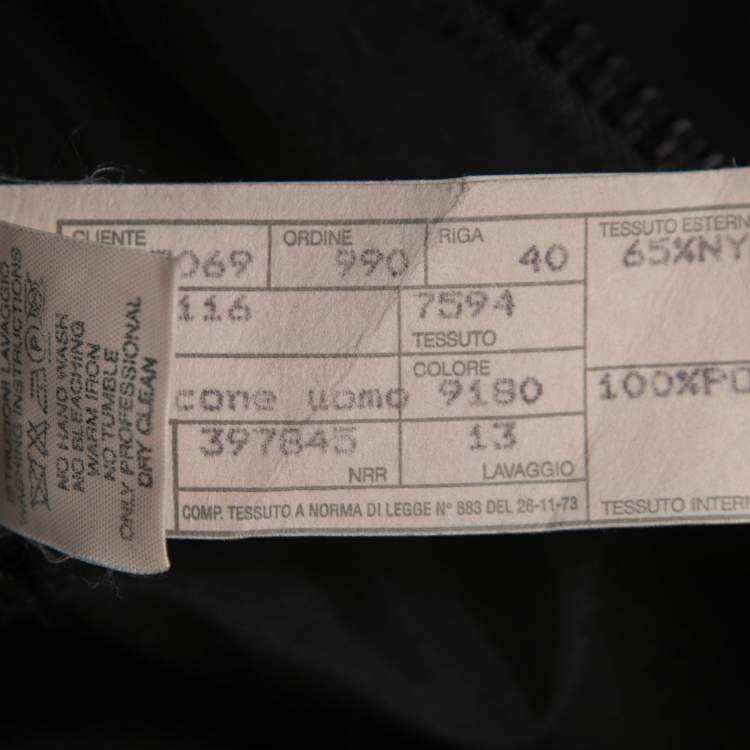 CLIENTE ORDINE RIGA TESSUTO ESTERN
069 990 40 65%NY
116 7594
TESSUTO
COLORE
cone uomo 9180 100%PO
397845 13
NRR LAVAGGIO
COMP. TESSUTO A NORMA DI LEGGE N° 883 DEL 26-11-73 TESSUTO INTERN
LAVAGGIO
WASHING INSTRUCTIONS
NO HAND WASH
NO BLEACHING
WARM IRON
NO TUMBLE
ONLY PROFESSIONAL
DRY CLEAN